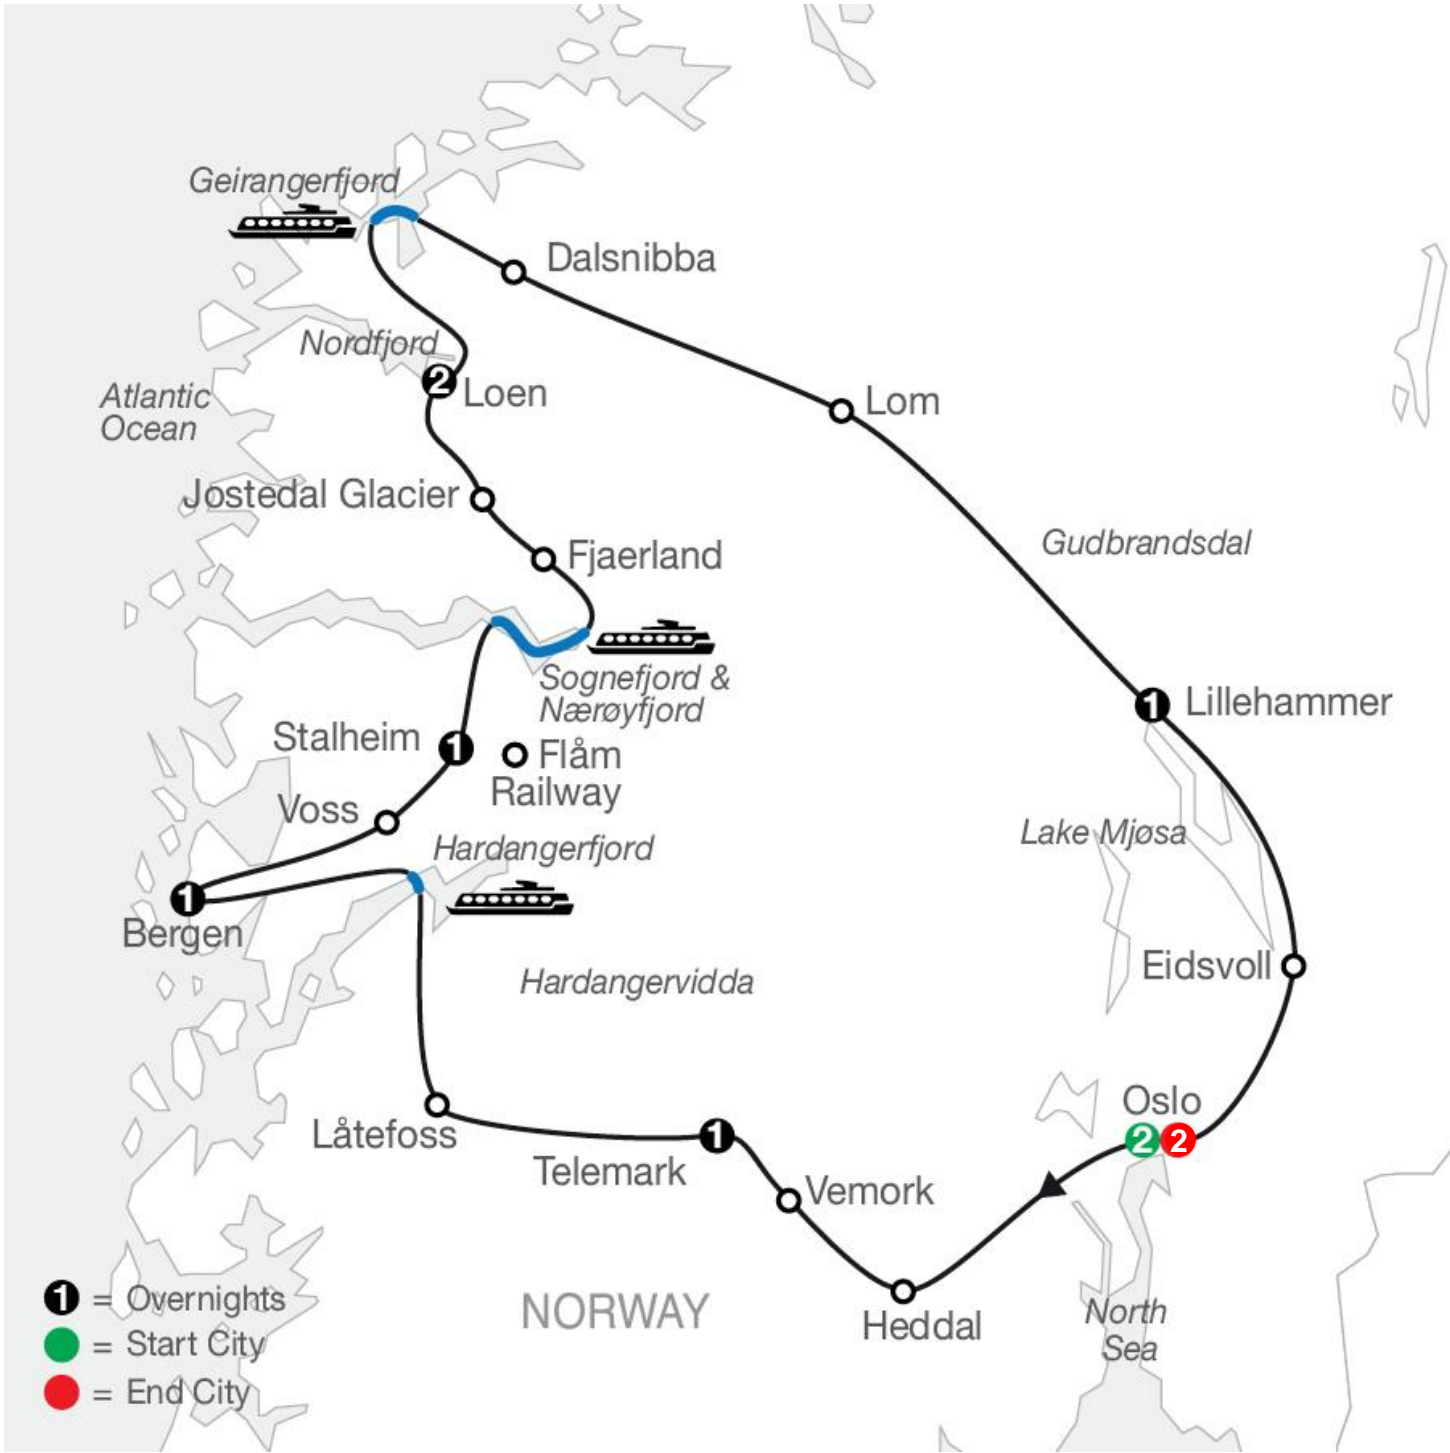 Geirangerfjord
Dalsnibba
Nordfjord
2
Loen
Atlantic
Ocean
Lom
Jostedal Glacier
Fjaerland
Gudbrandsdal
Sognefjord &
Nærøyfjord
1
Lillehammer
Stalheim
1
Flåm
Railway
Voss
Lake Mjøsa
Hardangerfjord
1
Bergen
Hardangervidda
Eidsvoll
Oslo
2 2
Låtefoss
1
Telemark
Vemork
Heddal
NORWAY
North
Sea
1 = Overnights
= Start City
= End City